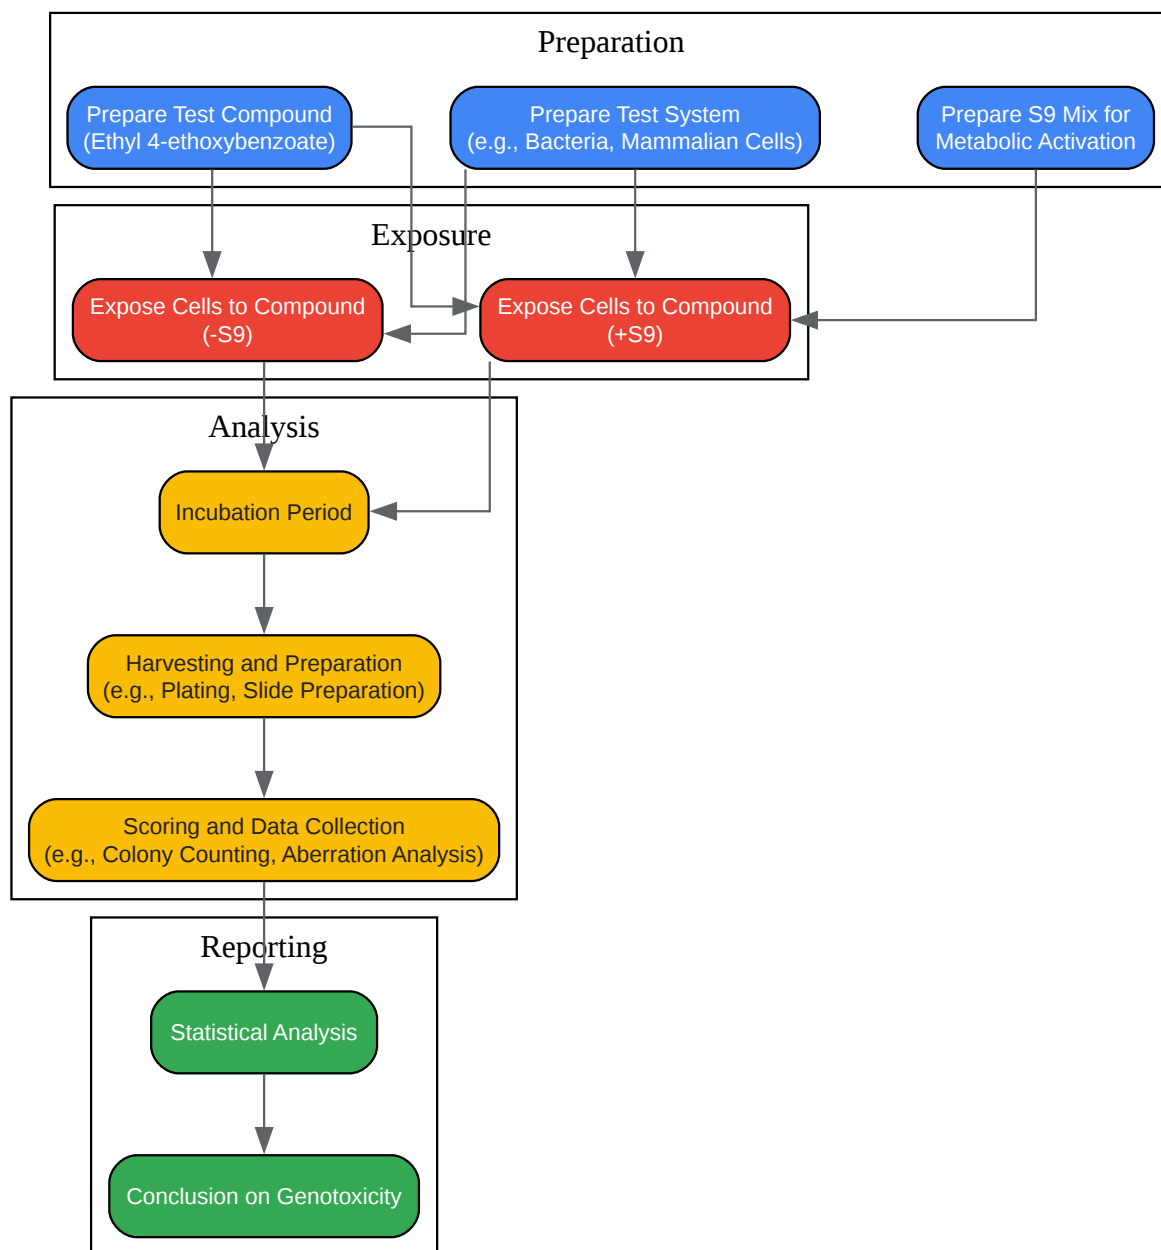 Preparation
Prepare Test Compound
(Ethyl 4-ethoxybenzoate)
Prepare Test System
(e.g., Bacteria, Mammalian Cells)
Prepare S9 Mix for
Metabolic Activation
Exposure
Expose Cells to Compound
(-S9)
Expose Cells to Compound
(+S9)
Analysis
Incubation Period
Harvesting and Preparation
(e.g., Plating, Slide Preparation)
Scoring and Data Collection
(e.g., Colony Counting, Aberration Analysis)
Reporting
Statistical Analysis
Conclusion on Genotoxicity